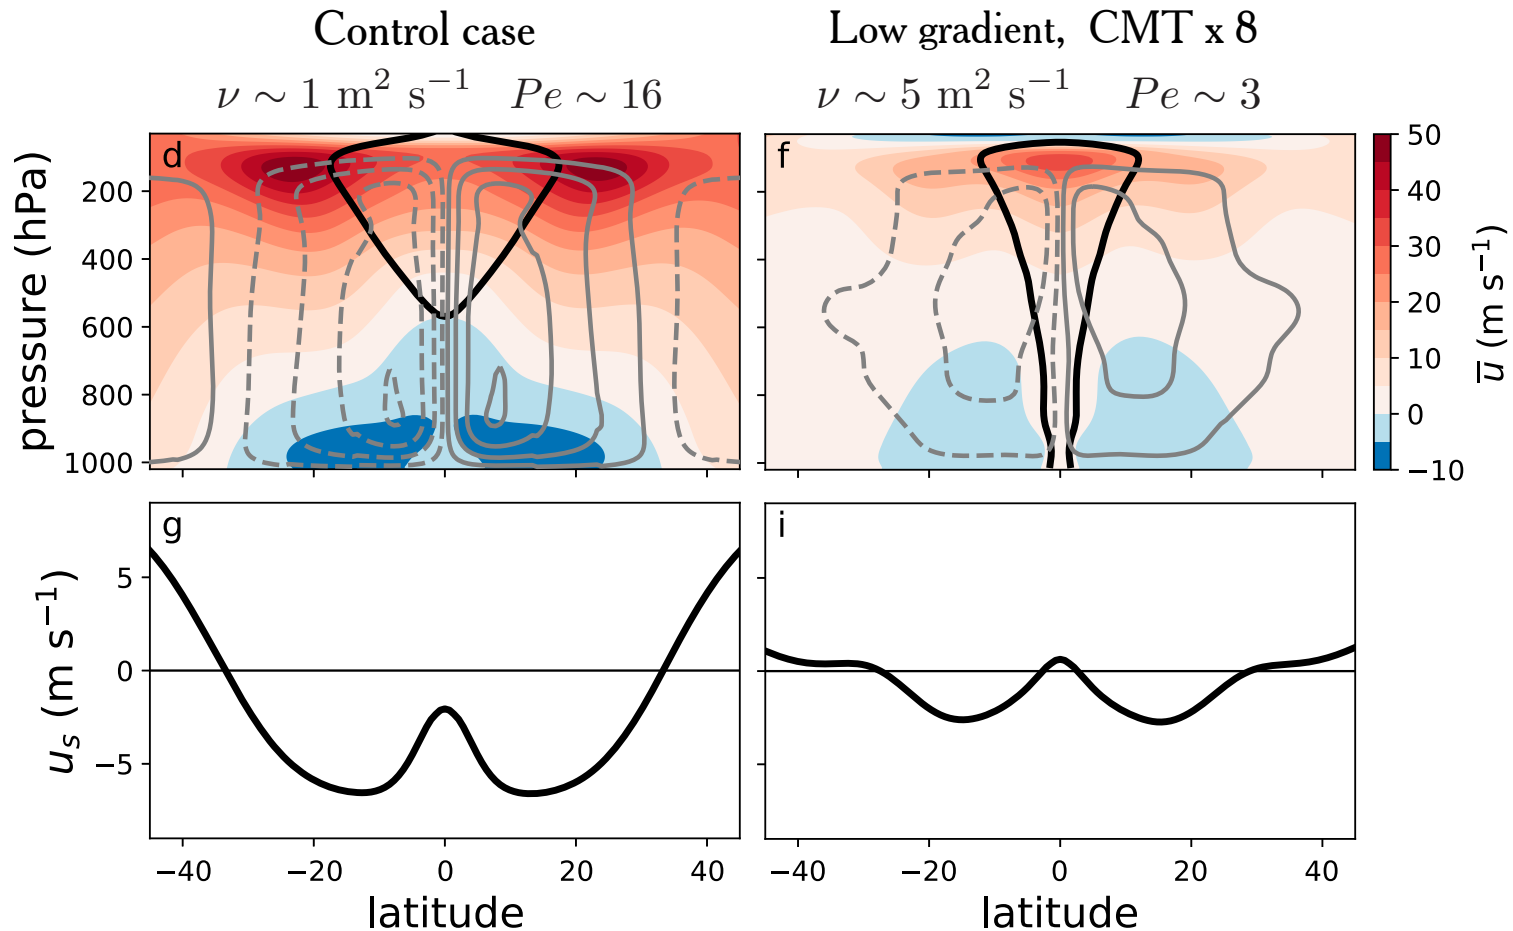 Control case
Low gradient, CMT x 8
ν ∼ 1 m² s⁻¹ Pe ∼ 16
ν ∼ 5 m² s⁻¹ Pe ∼ 3
d
f
pressure (hPa)
200
400
600
800
1000
50
40
30
20
10
0
−10
u̅ (m s⁻¹)
g
i
u_s (m s⁻¹)
5
0
−5
−40 −20 0 20 40
−40 −20 0 20 40
latitude
latitude